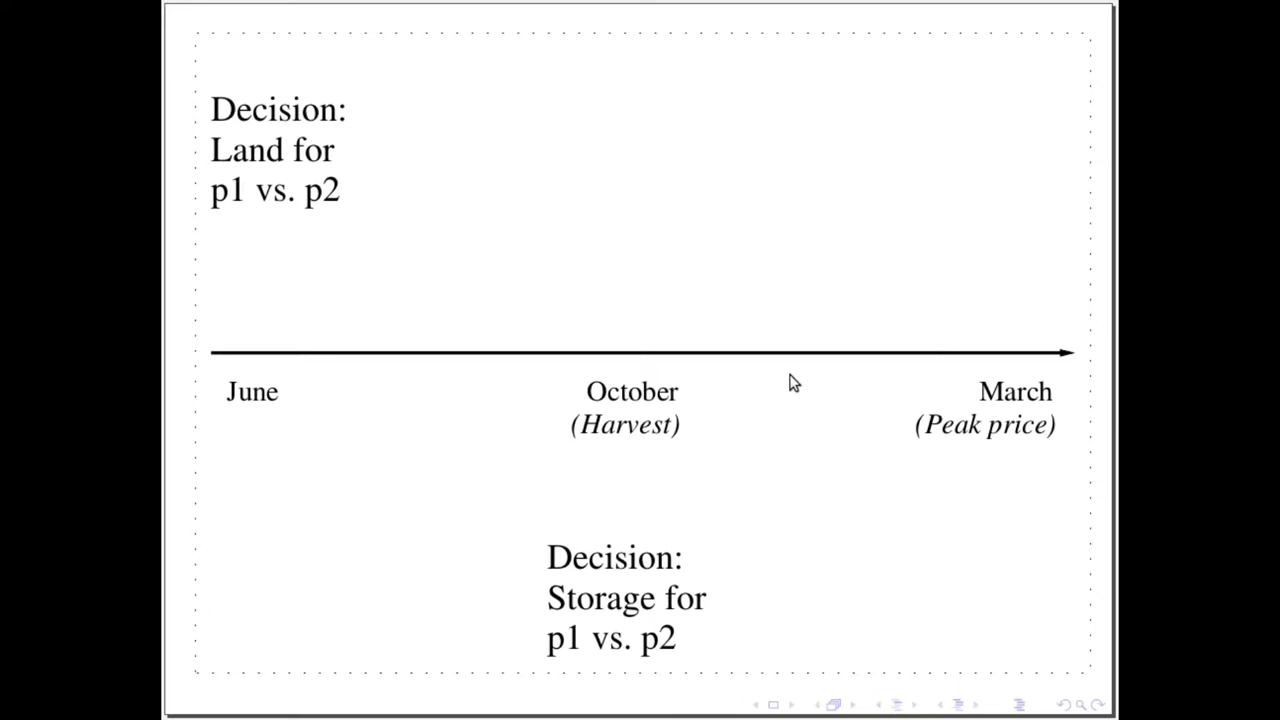 Decision:
Land for
p1 vs. p2
June
October
(Harvest)
March
(Peak price)
Decision:
Storage for
p1 vs. p2